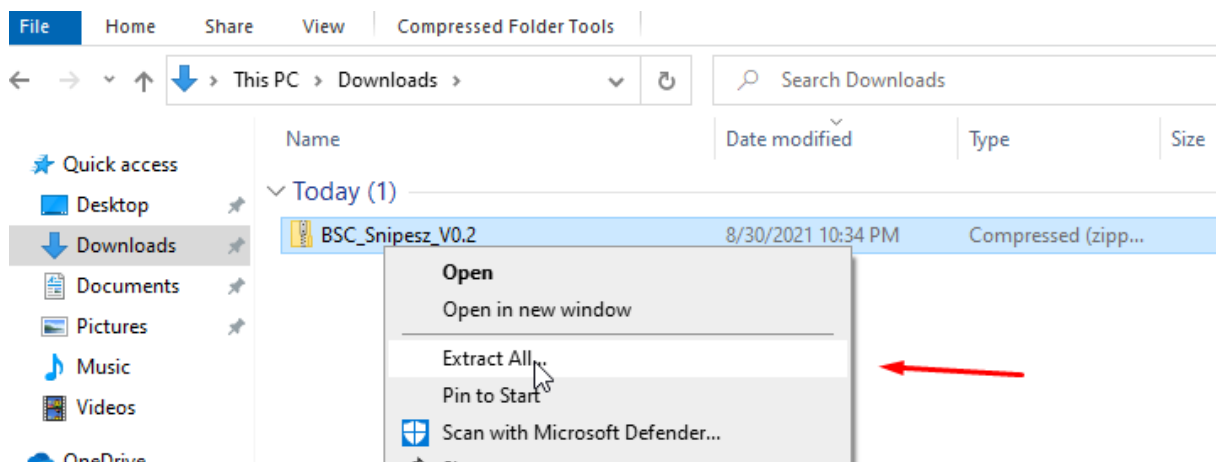 File Home Share View Compressed Folder Tools
This PC > Downloads > Search Downloads
Name Date modified Type Size
Quick access
Today (1)
Desktop
BSC_Snipesz_V0.2 8/30/2021 10:34 PM Compressed (zipp...
Downloads
Open
Documents
Open in new window
Pictures
Extract All...
Music
Pin to Start
Videos
Scan with Microsoft Defender...
OneDrive